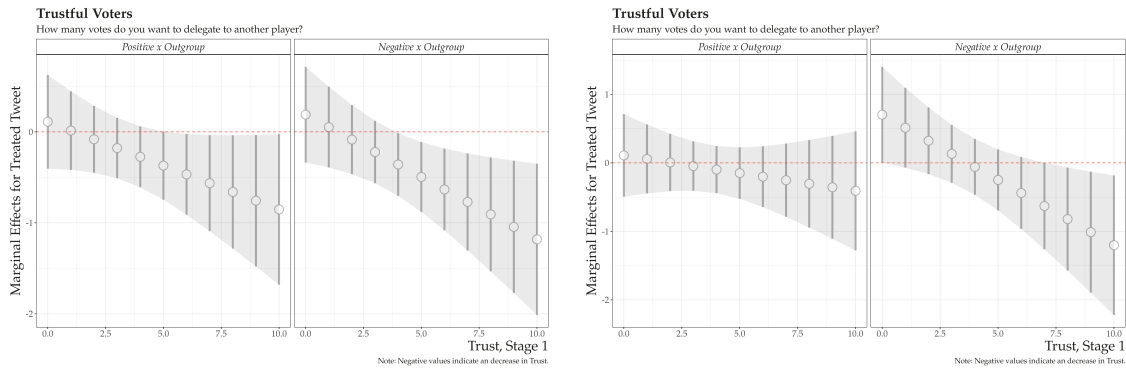 Trustful Voters
How many votes do you want to delegate to another player?
Positive x Outgroup
Negative x Outgroup
Marginal Effects for Treated Tweet
0
-1
-2
0.0 2.5 5.0 7.5 10.0
0.0 2.5 5.0 7.5 10.0
Trust, Stage 1
Note: Negative values indicate an decrease in Trust.
Trustful Voters
How many votes do you want to delegate to another player?
Positive x Outgroup
Negative x Outgroup
Marginal Effects for Treated Tweet
1
0
-1
-2
0.0 2.5 5.0 7.5 10.0
0.0 2.5 5.0 7.5 10.0
Trust, Stage 1
Note: Negative values indicate an decrease in Trust.